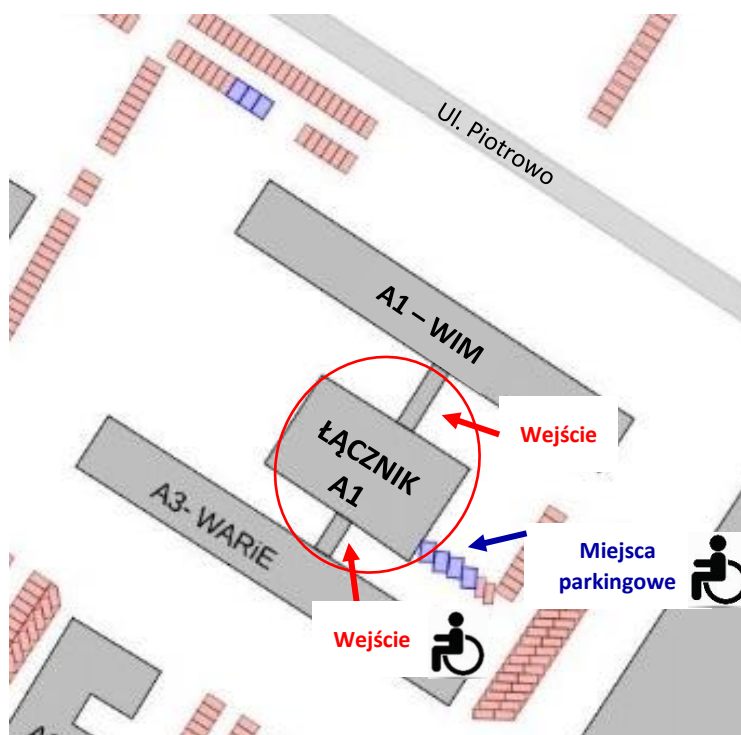 Ul. Piotrowo
A1 – WIM
Wejście
ŁĄCZNIK
A1
A3- WARiE
Miejsca
parkingowe
Wejście